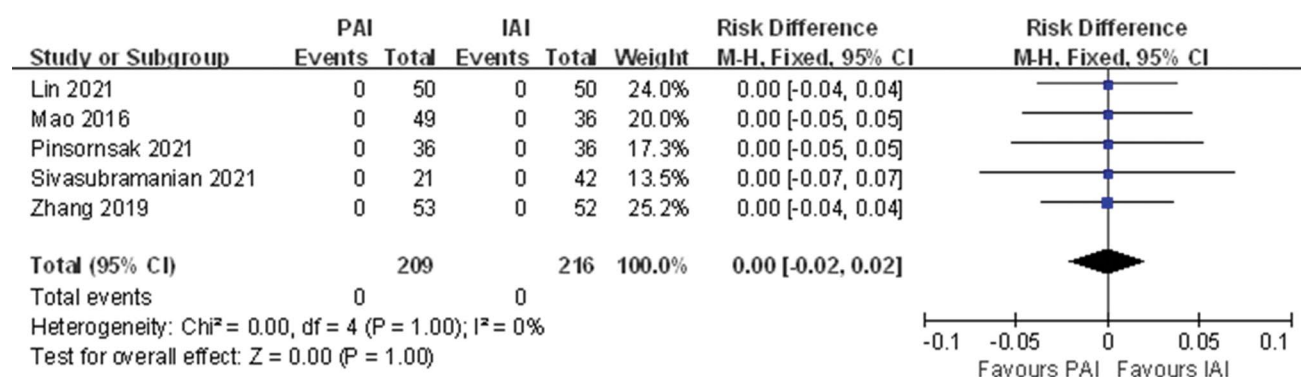 PAI IAI Risk Difference Risk Difference
Study or Subgroup Events Total Events Total Weight M-H, Fixed, 95% CI M-H, Fixed, 95% CI
Lin 2021 0 50 0 50 24.0% 0.00 [-0.04, 0.04]
Mao 2016 0 49 0 36 20.0% 0.00 [-0.05, 0.05]
Pinsornsak 2021 0 36 0 36 17.3% 0.00 [-0.05, 0.05]
Sivasubramanian 2021 0 21 0 42 13.5% 0.00 [-0.07, 0.07]
Zhang 2019 0 53 0 52 25.2% 0.00 [-0.04, 0.04]
Total (95% CI) 209 216 100.0% 0.00 [-0.02, 0.02]
Total events 0 0
Heterogeneity: Chi² = 0.00, df = 4 (P = 1.00); I² = 0%
Test for overall effect: Z = 0.00 (P = 1.00)
-0.1 -0.05 0 0.05 0.1
Favours PAI Favours IAI